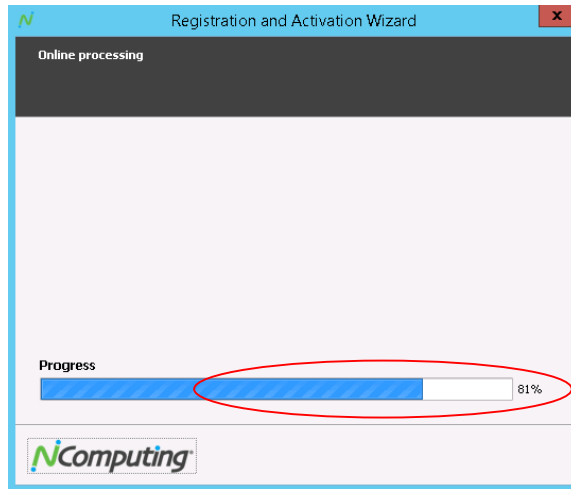 Registration and Activation Wizard
x
Online processing
Progress
81%
NComputing